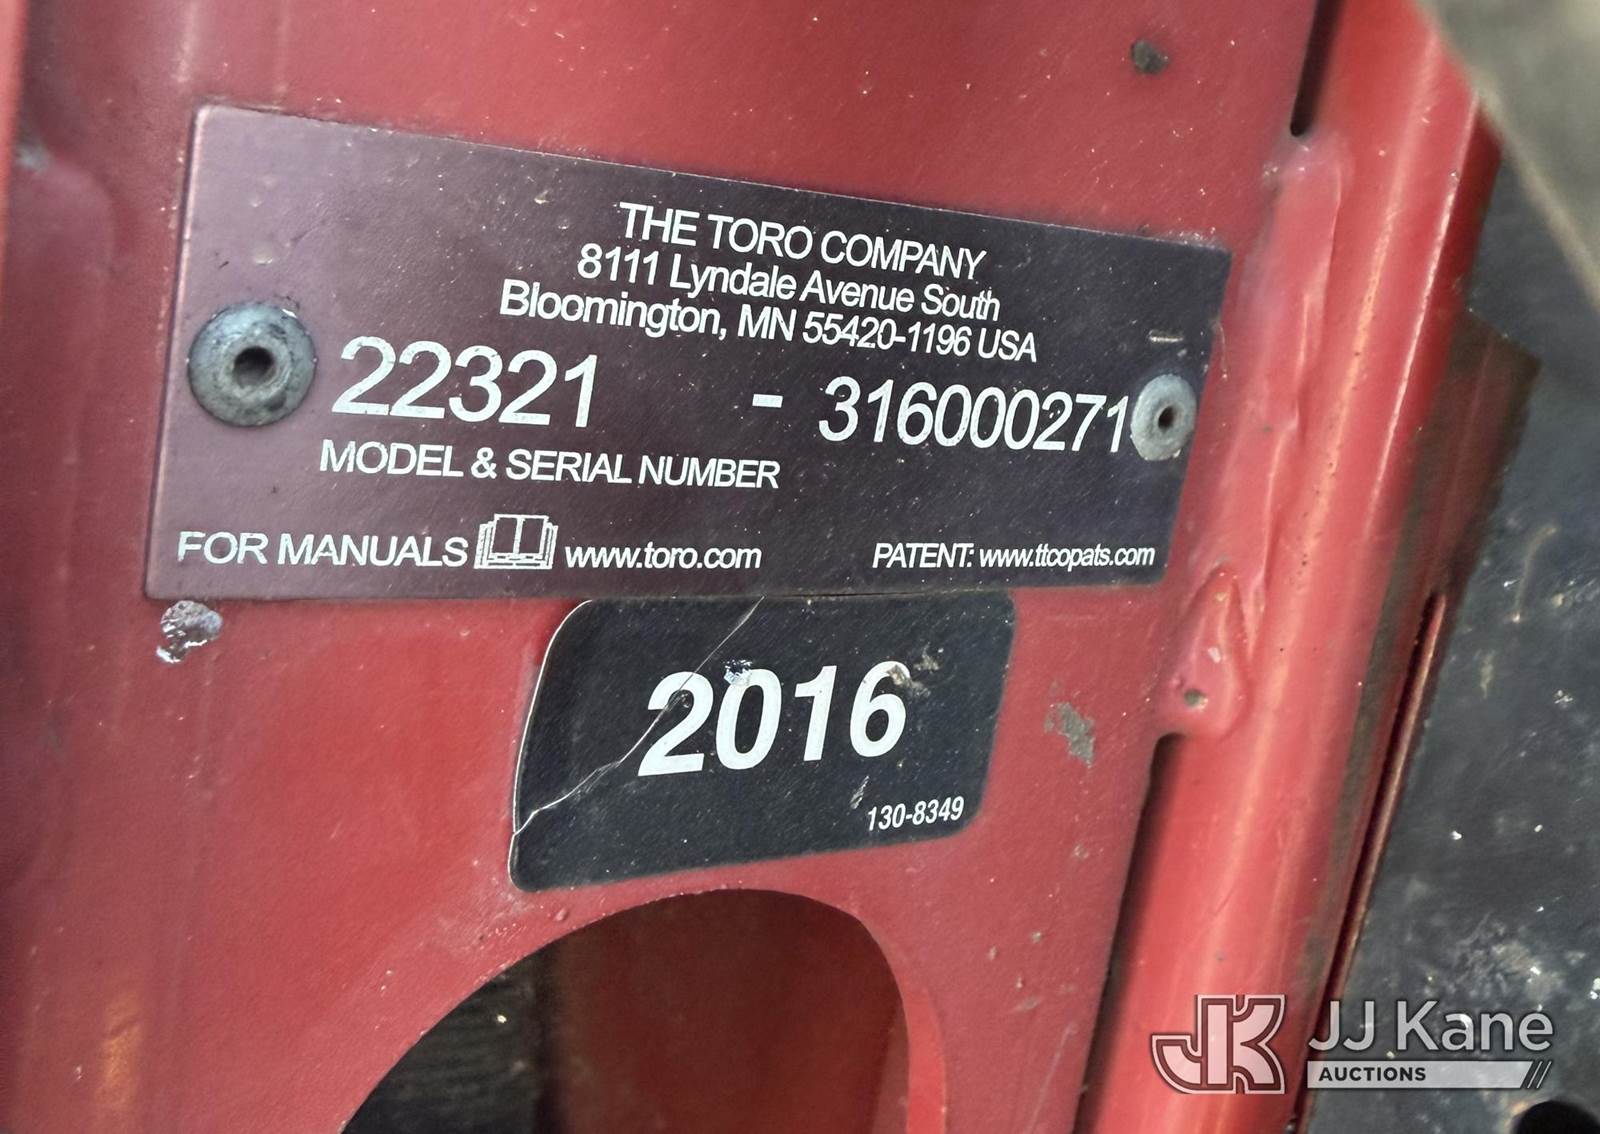 THE TORO COMPANY
8111 Lyndale Avenue South
Bloomington, MN 55420-1196 USA
22321 - 316000271
MODEL & SERIAL NUMBER
FOR MANUALS www.toro.com PATENT: www.ttcopats.com
2016
130-8349
JK JJ Kane
AUCTIONS